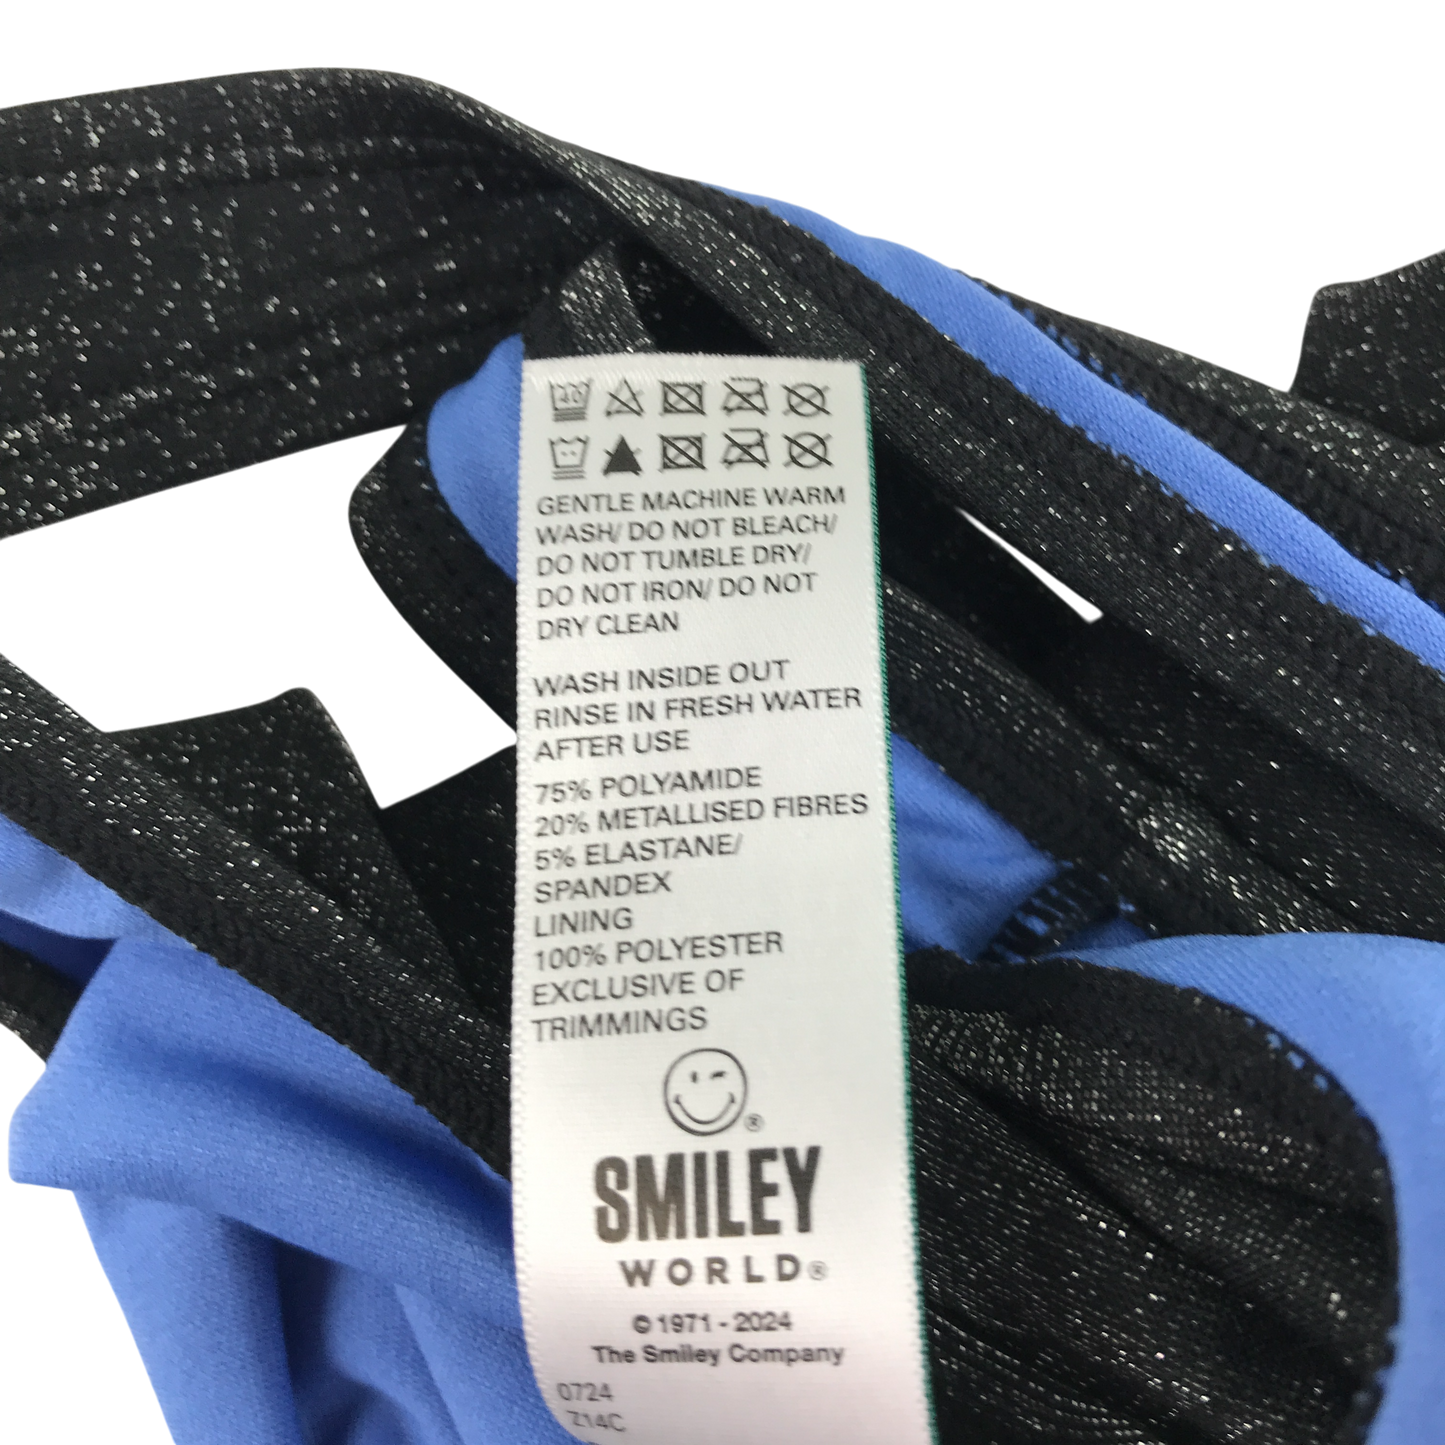 40
GENTLE MACHINE WARM
WASH/ DO NOT BLEACH/
DO NOT TUMBLE DRY/
DO NOT IRON/ DO NOT
DRY CLEAN
WASH INSIDE OUT
RINSE IN FRESH WATER
AFTER USE
75% POLYAMIDE
20% METALLISED FIBRES
5% ELASTANE/
SPANDEX
LINING
100% POLYESTER
EXCLUSIVE OF
TRIMMINGS
®
SMILEY
WORLD®
© 1971 - 2024
The Smiley Company
0724
Z14C